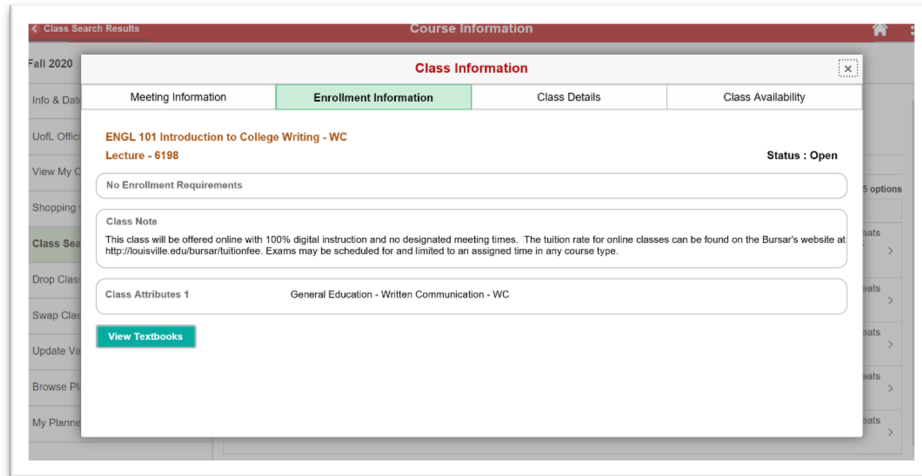 Class Search Results
Course Information
Fall 2020
Class Information
×
Meeting Information
Enrollment Information
Class Details
Class Availability
Info & Dat
UofL Offici
View My C
Shopping
Class Sea
Drop Clas
Swap Clas
Update Va
Browse Pl
My Planne
ENGL 101 Introduction to College Writing - WC
Lecture - 6198
Status : Open
No Enrollment Requirements
Class Note
This class will be offered online with 100% digital instruction and no designated meeting times. The tuition rate for online classes can be found on the Bursar's website at
http://louisville.edu/bursar/tuitionfee. Exams may be scheduled for and limited to an assigned time in any course type.
Class Attributes 1
General Education - Written Communication - WC
View Textbooks
options
eats
eats
eats
eats
eats